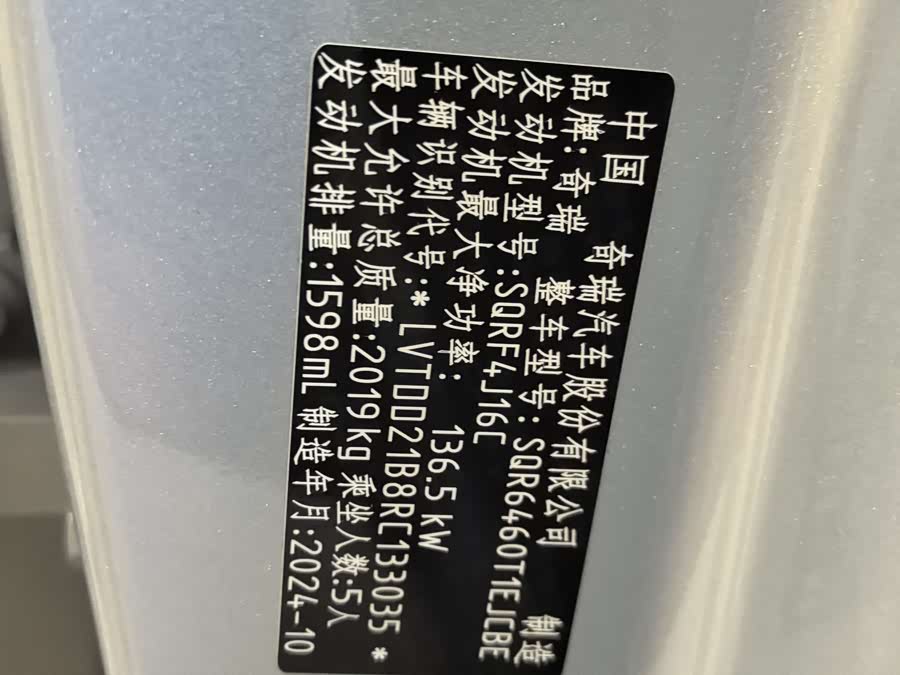 中国 奇瑞汽车股份有限公司 制造
品牌:奇瑞 整车型号:SQR6460T1EJCBE
发动机型号:SQRF4J16C
发动机最大净功率: 136.5 kW
车辆识别代号:* LVTDD21B8RC133035 *
最大允许总质量:2019kg 乘坐人数:5人
发动机排量:1598mL 制造年月:2024-10